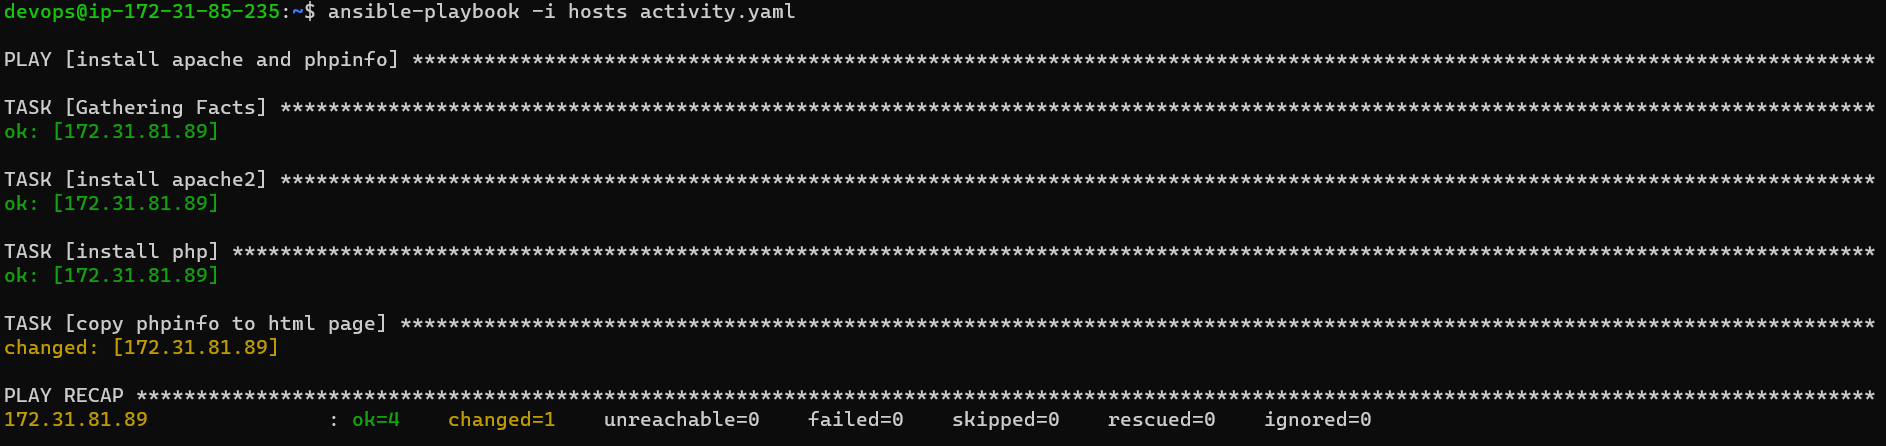 devops@ip-172-31-85-235:~$ ansible-playbook -i hosts activity.yaml
PLAY [install apache and phpinfo] **************************************************************************************************************************
TASK [Gathering Facts] *************************************************************************************************************************************
ok: [172.31.81.89]
TASK [install apache2] *************************************************************************************************************************************
ok: [172.31.81.89]
TASK [install php] *****************************************************************************************************************************************
ok: [172.31.81.89]
TASK [copy phpinfo to html page] ***************************************************************************************************************************
changed: [172.31.81.89]
PLAY RECAP *************************************************************************************************************************************************
172.31.81.89               : ok=4    changed=1    unreachable=0    failed=0    skipped=0    rescued=0    ignored=0